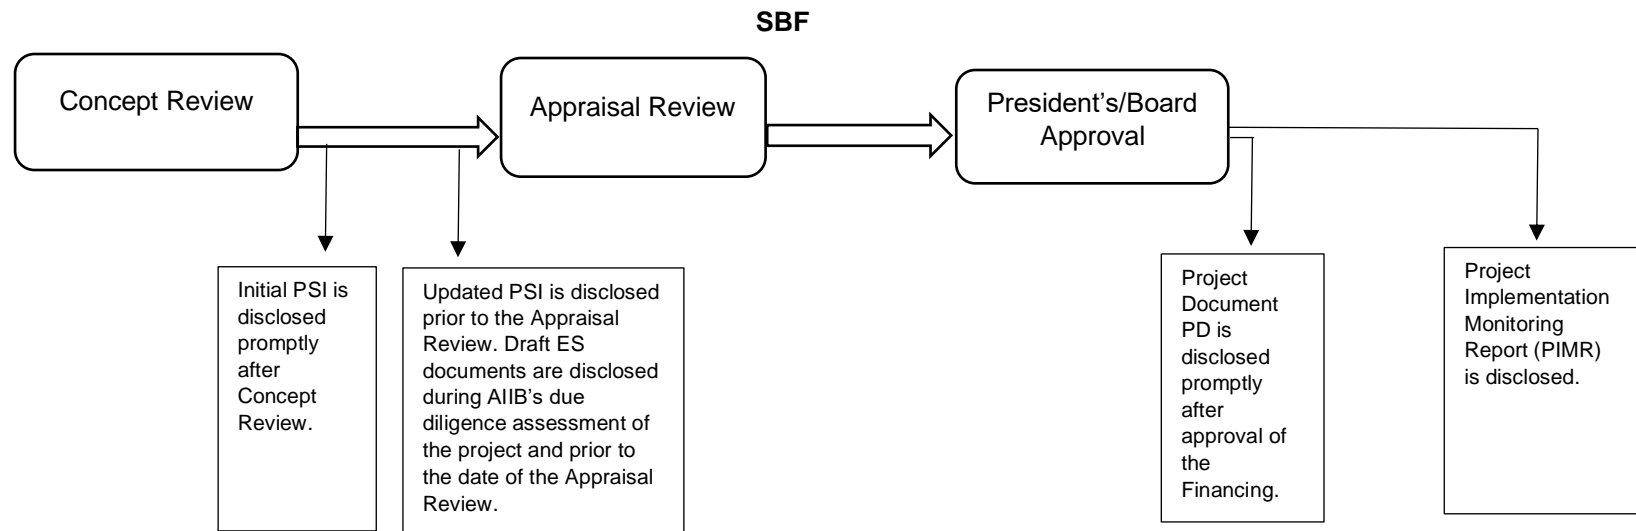 SBF
Concept Review
Appraisal Review
President’s/Board
Approval
Initial PSI is
disclosed
promptly
after
Concept
Review.
Updated PSI is disclosed
prior to the Appraisal
Review. Draft ES
documents are disclosed
during AIIB’s due
diligence assessment of
the project and prior to
the date of the Appraisal
Review.
Project
Document
PD is
disclosed
promptly
after
approval of
the
Financing.
Project
Implementation
Monitoring
Report (PIMR)
is disclosed.